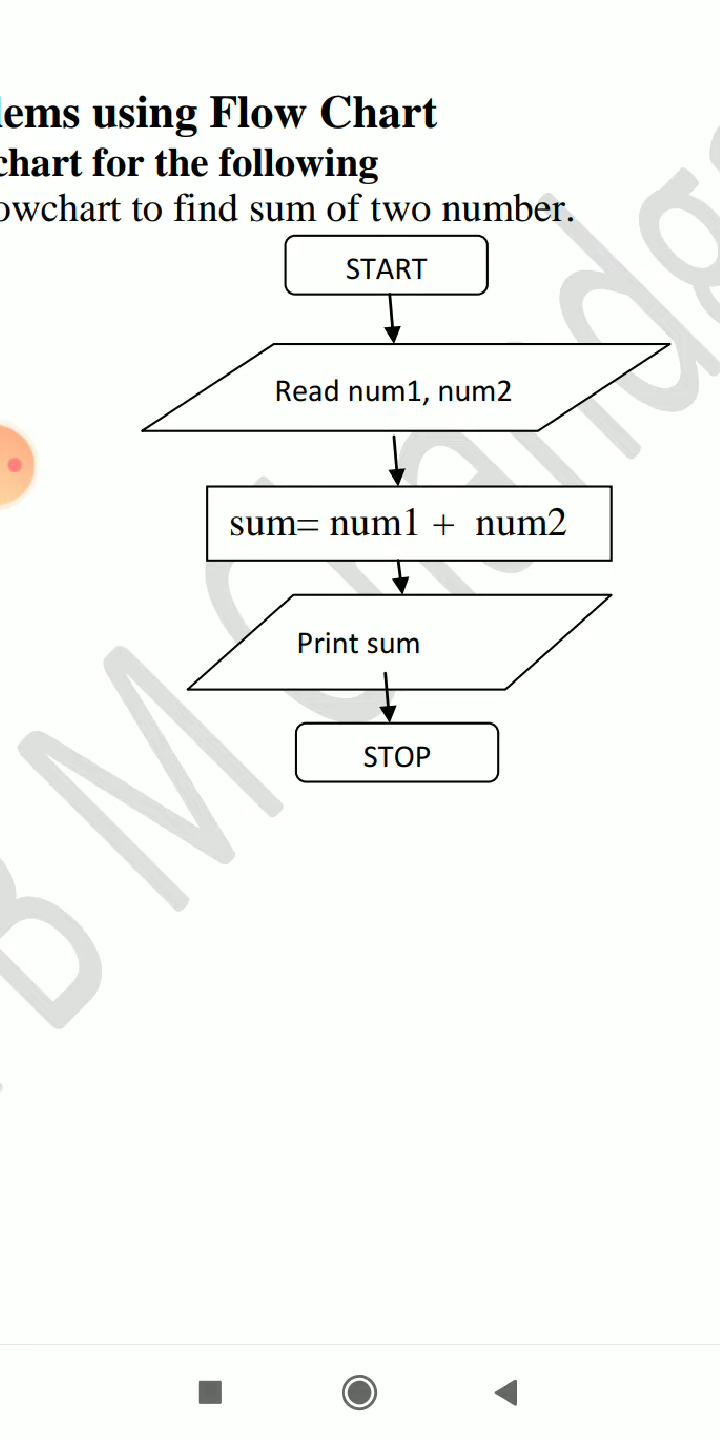 lems using Flow Chart
chart for the following
owchart to find sum of two number.
START
Read num1, num2
sum= num1 + num2
Print sum
STOP